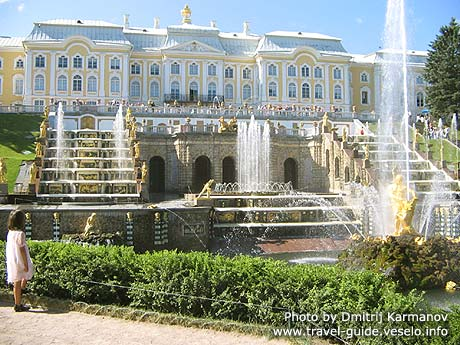 Photo by Dmitrij Karmanov
www.travel-guide.veselo.info/